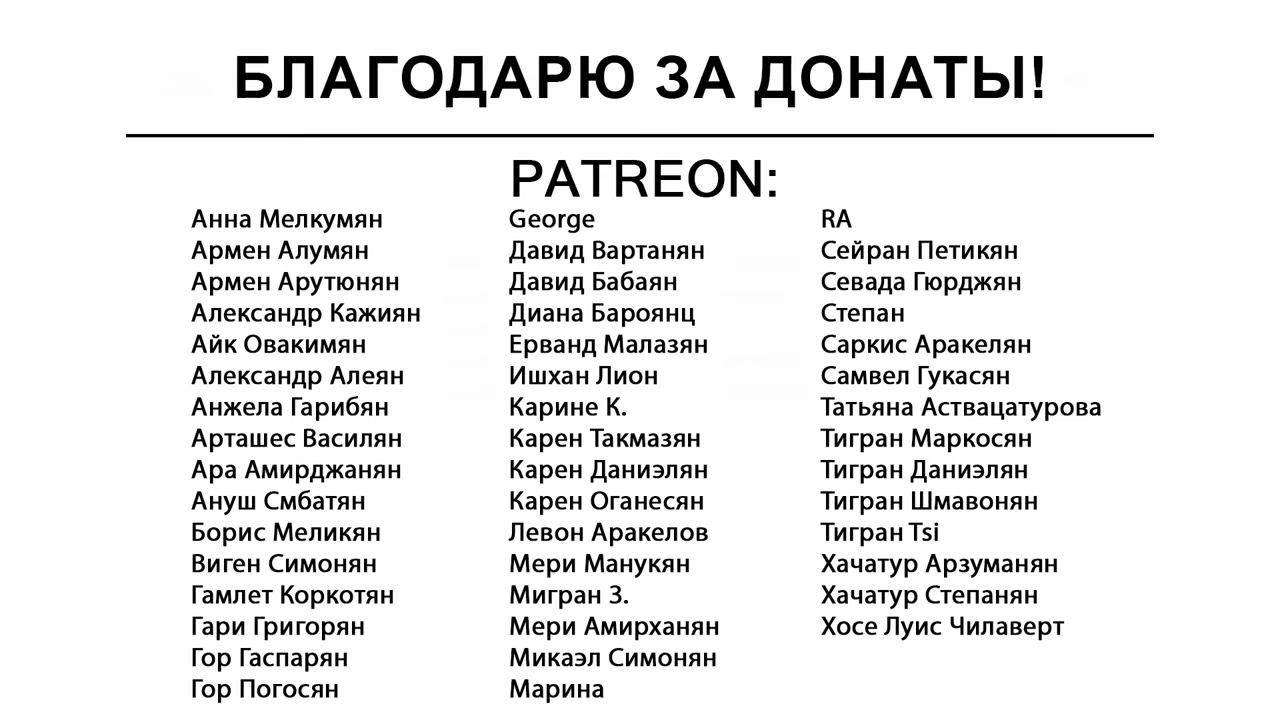 БЛАГОДАРЮ ЗА ДОНАТЫ!
PATREON:
Анна Мелкумян
Армен Алумян
Армен Арутюнян
Александр Кажиян
Айк Овакимян
Александр Алеян
Анжела Гарибян
Арташес Василян
Ара Амирджанян
Ануш Смбатян
Борис Меликян
Виген Симонян
Гамлет Коркотян
Гари Григорян
Гор Гаспарян
Гор Погосян
George
Давид Вартанян
Давид Бабаян
Диана Бароянц
Ерванд Малазян
Ишхан Лион
Карине К.
Карен Такмазян
Карен Даниэлян
Карен Оганесян
Левон Аракелов
Мери Манукян
Мигран З.
Мери Амирханян
Микаэл Симонян
Марина
RA
Сейран Петикян
Севада Гюрджян
Степан
Саркис Аракелян
Самвел Гукасян
Татьяна Аствацатурова
Тигран Маркосян
Тигран Даниэлян
Тигран Шмавонян
Тигран Tsi
Хачатур Арзуманян
Хачатур Степанян
Хосе Луис Чилаверт